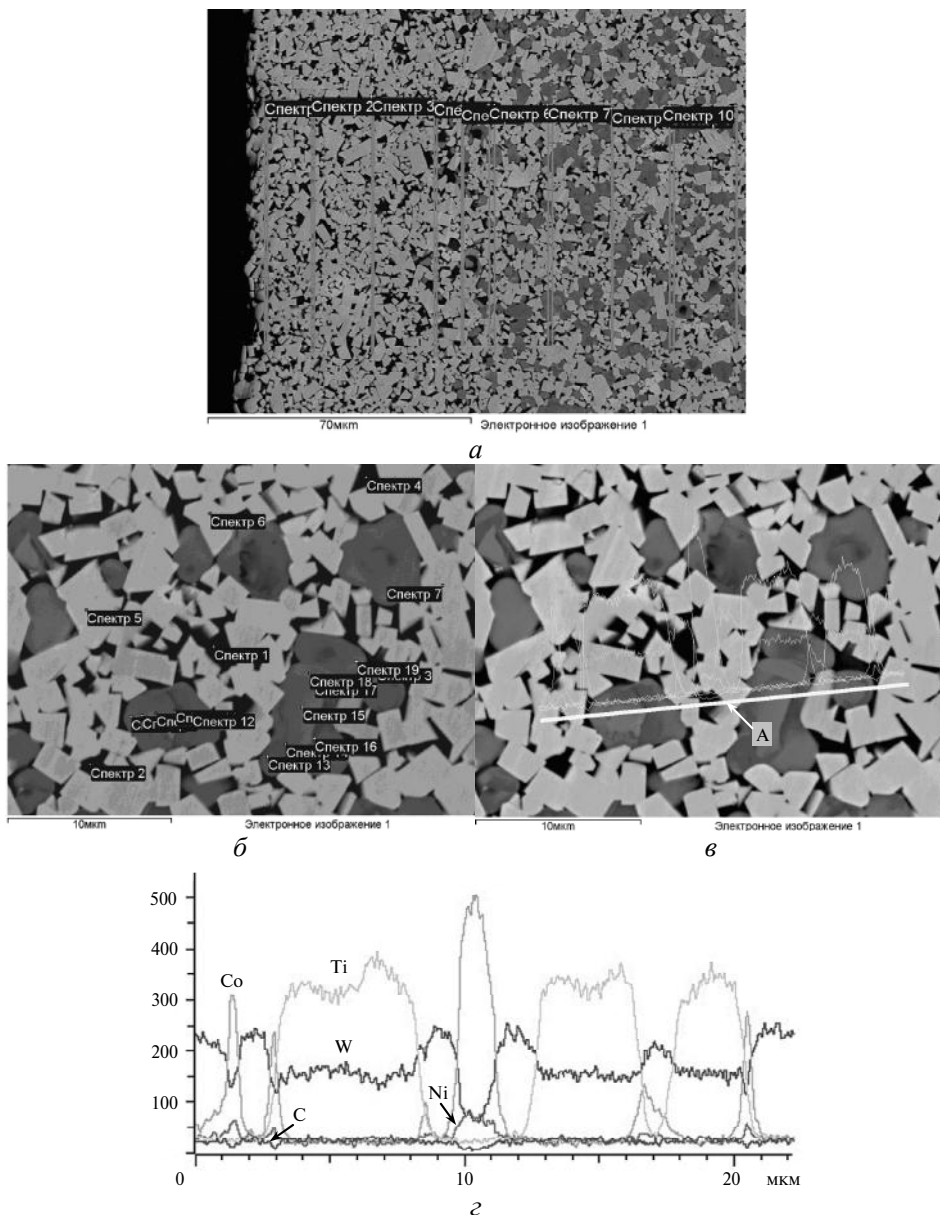 Спектр Спектр 2 Спектр 3 Спе Спе Спектр 6 Спектр 7 Спектр Спектр 10
70мкм Электронное изображение 1
а
Спектр 4
Спектр 6
Спектр 7
Спектр 5
Спектр 1
Спектр 19
Спектр 18 Спектр 3
Спектр 17
Спектр 15
Спектр 12
Спектр 16
Спектр 13
Спектр 2
10мкм Электронное изображение 1
б
A
10мкм Электронное изображение 1
в
500
400
Co Ti
300
W
200
Ni
C
100
0 10 20 мкм
г